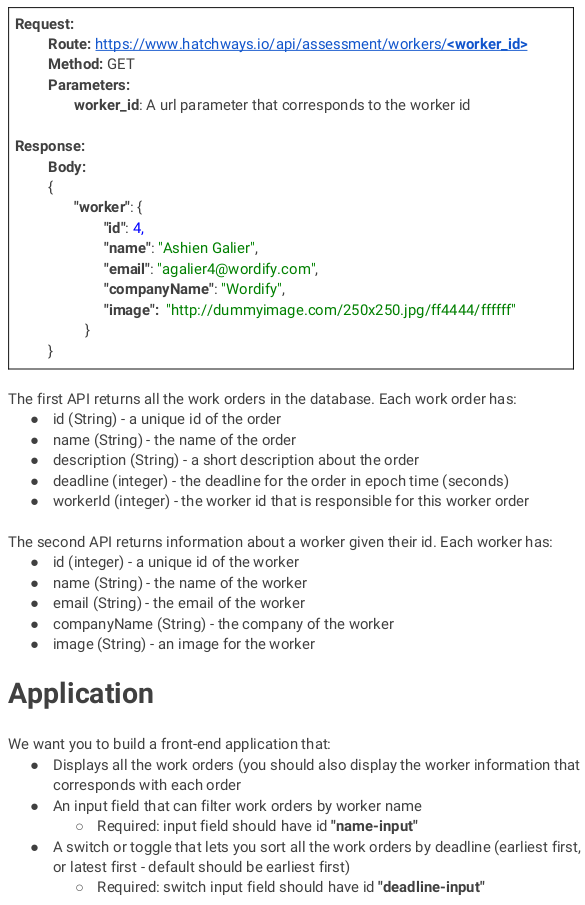 Request:
Route: https://www.hatchways.io/api/assessment/workers/<worker_id>
Method: GET
Parameters:
worker_id: A url parameter that corresponds to the worker id
Response:
Body:
{
"worker": {
"id": 4,
"name": "Ashien Galier",
"email": "agalier4@wordify.com",
"companyName": "Wordify",
"image": "http://dummyimage.com/250x250.jpg/ff4444/ffffff"
}
}
The first API returns all the work orders in the database. Each work order has:
● id (String) - a unique id of the order
● name (String) - the name of the order
● description (String) - a short description about the order
● deadline (integer) - the deadline for the order in epoch time (seconds)
● workerId (integer) - the worker id that is responsible for this worker order
The second API returns information about a worker given their id. Each worker has:
● id (integer) - a unique id of the worker
● name (String) - the name of the worker
● email (String) - the email of the worker
● companyName (String) - the company of the worker
● image (String) - an image for the worker
Application
We want you to build a front-end application that:
● Displays all the work orders (you should also display the worker information that
corresponds with each order
● An input field that can filter work orders by worker name
○ Required: input field should have id "name-input"
● A switch or toggle that lets you sort all the work orders by deadline (earliest first,
or latest first - default should be earliest first)
○ Required: switch input field should have id "deadline-input"